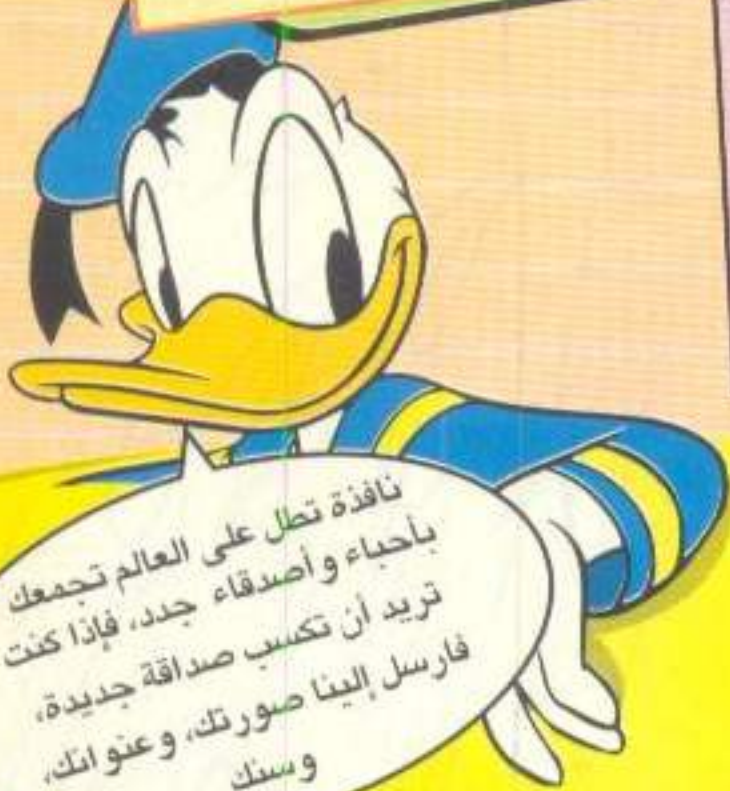 نافذة تطل على العالم تجمعك
بأحباء و أصدقاء جدد، فإذا كنت
تريد أن تكسب صداقة جديدة،
فارسل إلينا صورتك، وعنوانك،
وسنك